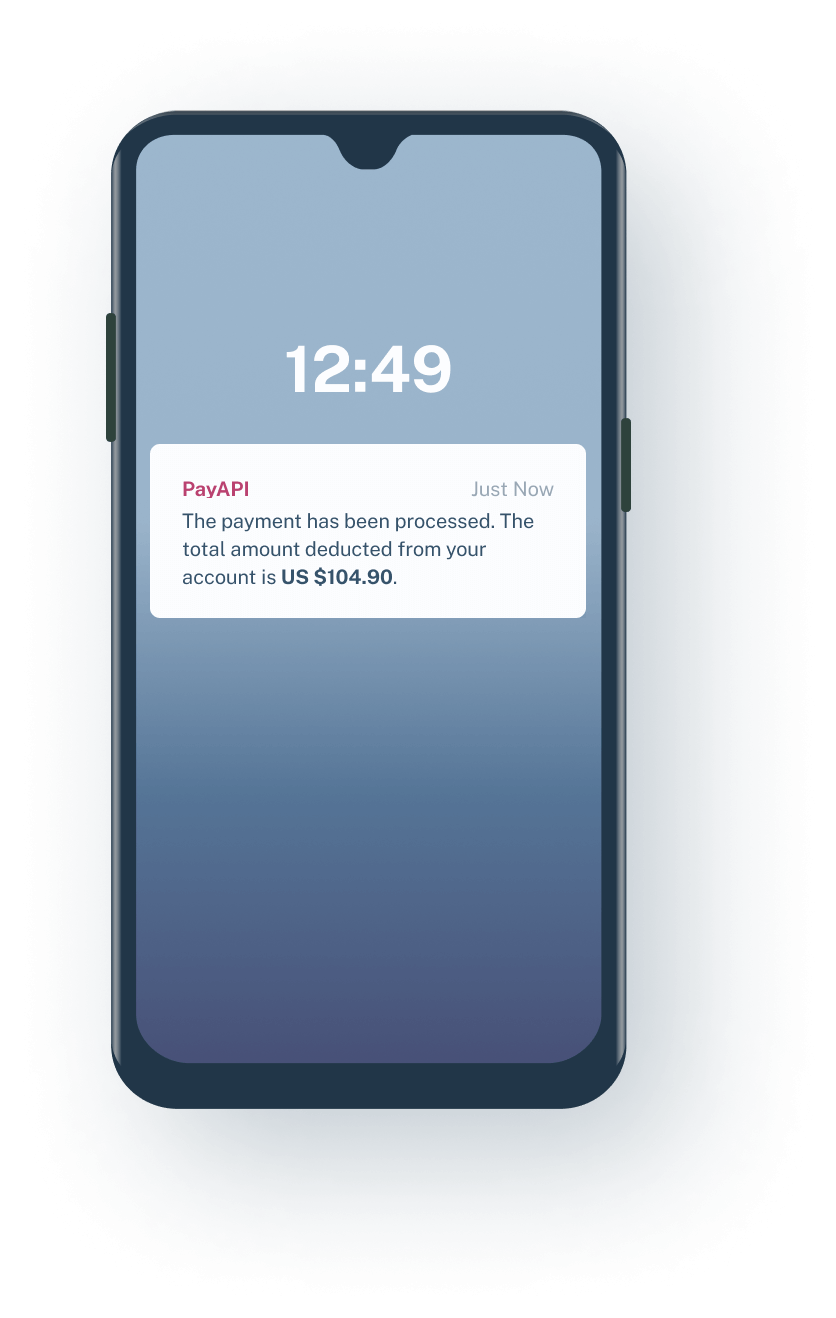 12:49
PayAPI Just Now
The payment has been processed. The
total amount deducted from your
account is US $104.90.